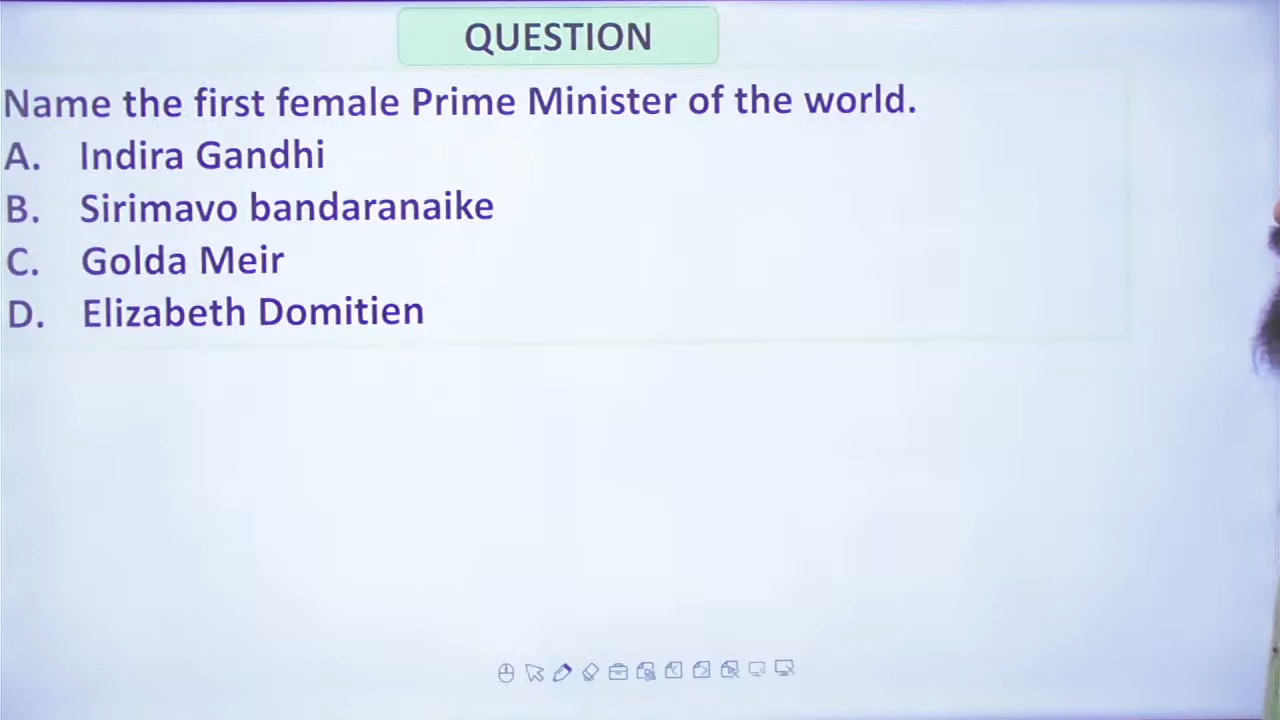 QUESTION
Name the first female Prime Minister of the world.
A. Indira Gandhi
B. Sirimavo bandaranaike
C. Golda Meir
D. Elizabeth Domitien